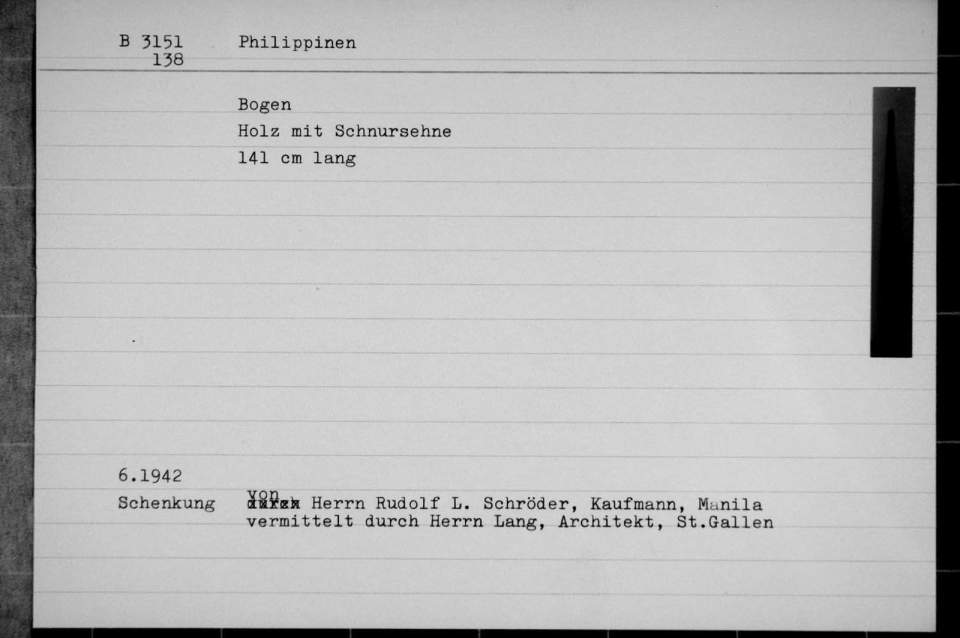 B 3151 Philippinen
138
Bogen
Holz mit Schnursehne
141 cm lang
6.1942
von
Schenkung durch Herrn Rudolf L. Schröder, Kaufmann, Manila
vermittelt durch Herrn Lang, Architekt, St.Gallen